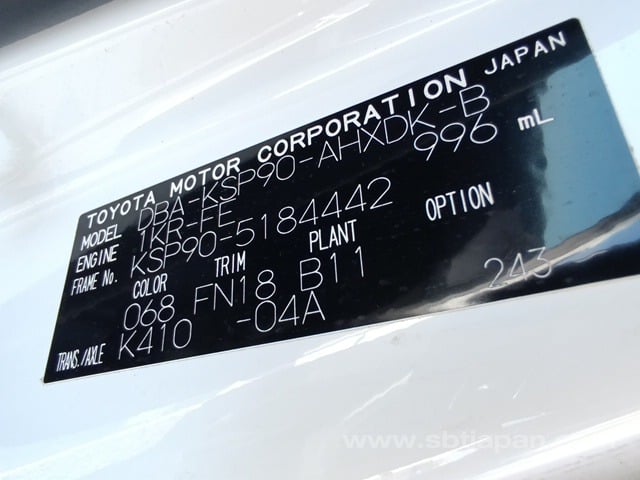 TOYOTA MOTOR CORPORATION JAPAN
MODEL DBA-KSP90-AHXDK-B
ENGINE 1KR-FE 996 mL
FRAME No. KSP90-5184442
COLOR TRIM PLANT OPTION
068 FN18 B11 243
TRANS./AXLE K410 -04A
www.sbtjapan.